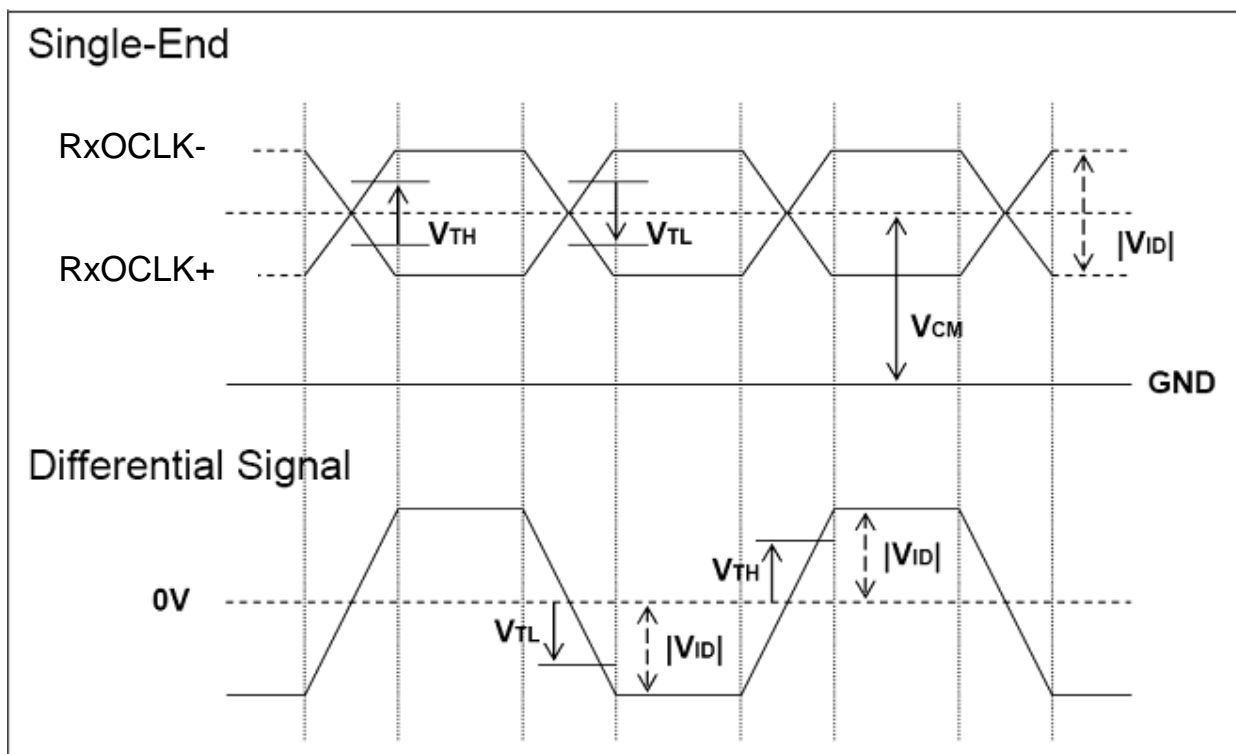 Single-End
RxOCLK-
VTH
VTL
RxOCLK+
|VID|
VCM
GND
Differential Signal
VTH
|VID|
0V
VTL
|VID|